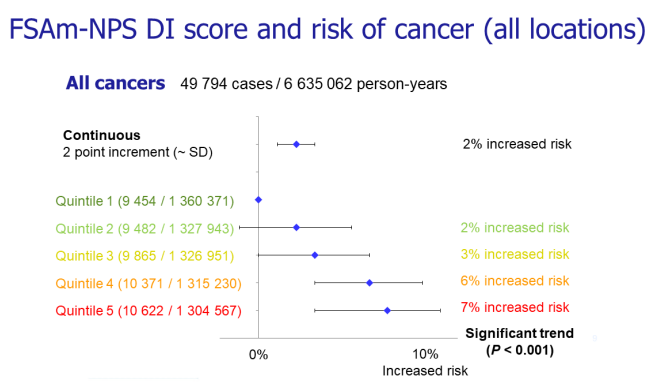 FSAm-NPS DI score and risk of cancer (all locations)
All cancers 49 794 cases / 6 635 062 person-years
Continuous
2 point increment (~ SD) 2% increased risk
Quintile 1 (9 454 / 1 360 371)
Quintile 2 (9 482 / 1 327 943) 2% increased risk
Quintile 3 (9 865 / 1 326 951) 3% increased risk
Quintile 4 (10 371 / 1 315 230) 6% increased risk
Quintile 5 (10 622 / 1 304 567) 7% increased risk
Significant trend
(P < 0.001)
0% 10%
Increased risk